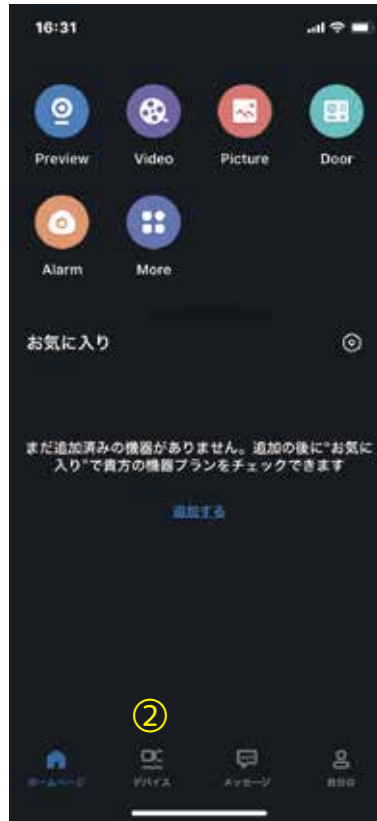 16:31
Preview Video Picture Door
Alarm More
お気に入り
まだ追加済みの機器がありません。追加の後に"お気に
入り"で貴方の機器プランをチェックできます
追加する
②
ホームページ デバイス メッセージ 自分の